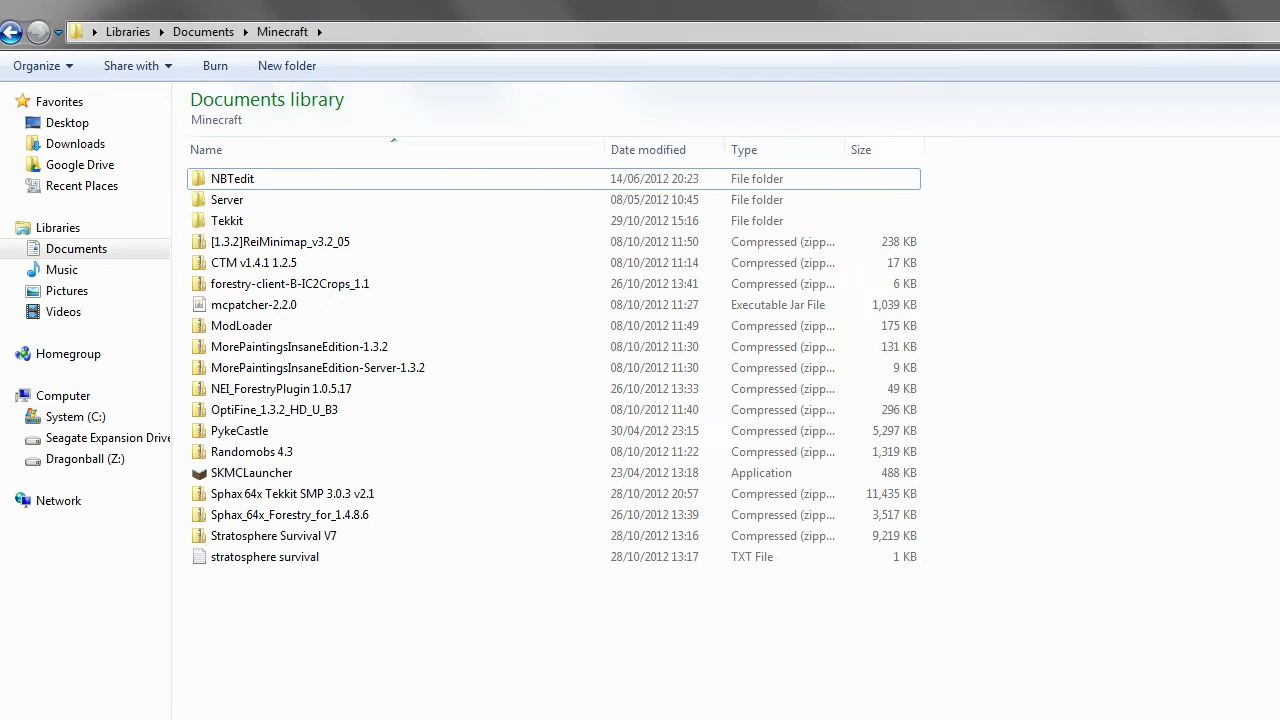 Libraries Documents Minecraft
Organize Share with Burn New folder
Favorites
Desktop
Downloads
Google Drive
Recent Places
Libraries
Documents
Music
Pictures
Videos
Homegroup
Computer
System (C:)
Seagate Expansion Drive
Dragonball (Z:)
Network
Documents library
Minecraft
Name Date modified Type Size
NBTedit 14/06/2012 20:23 File folder
Server 08/05/2012 10:45 File folder
Tekkit 29/10/2012 15:16 File folder
[1.3.2]ReiMinimap_v3.2_05 08/10/2012 11:50 Compressed (zipp... 238 KB
CTM v1.4.1 1.2.5 08/10/2012 11:14 Compressed (zipp... 17 KB
forestry-client-B-IC2Crops_1.1 26/10/2012 13:41 Compressed (zipp... 6 KB
mcpatcher-2.2.0 08/10/2012 11:27 Executable Jar File 1,039 KB
ModLoader 08/10/2012 11:49 Compressed (zipp... 175 KB
MorePaintingsInsaneEdition-1.3.2 08/10/2012 11:30 Compressed (zipp... 131 KB
MorePaintingsInsaneEdition-Server-1.3.2 08/10/2012 11:30 Compressed (zipp... 9 KB
NEI_ForestryPlugin 1.0.5.17 26/10/2012 13:33 Compressed (zipp... 49 KB
OptiFine_1.3.2_HD_U_B3 08/10/2012 11:40 Compressed (zipp... 296 KB
PykeCastle 30/04/2012 23:15 Compressed (zipp... 5,297 KB
Randomobs 4.3 08/10/2012 11:22 Compressed (zipp... 1,319 KB
SKMCLauncher 23/04/2012 13:18 Application 488 KB
Sphax 64x Tekkit SMP 3.0.3 v2.1 28/10/2012 20:57 Compressed (zipp... 11,435 KB
Sphax_64x_Forestry_for_1.4.8.6 26/10/2012 13:39 Compressed (zipp... 3,517 KB
Stratosphere Survival V7 28/10/2012 13:16 Compressed (zipp... 9,219 KB
stratosphere survival 28/10/2012 13:17 TXT File 1 KB